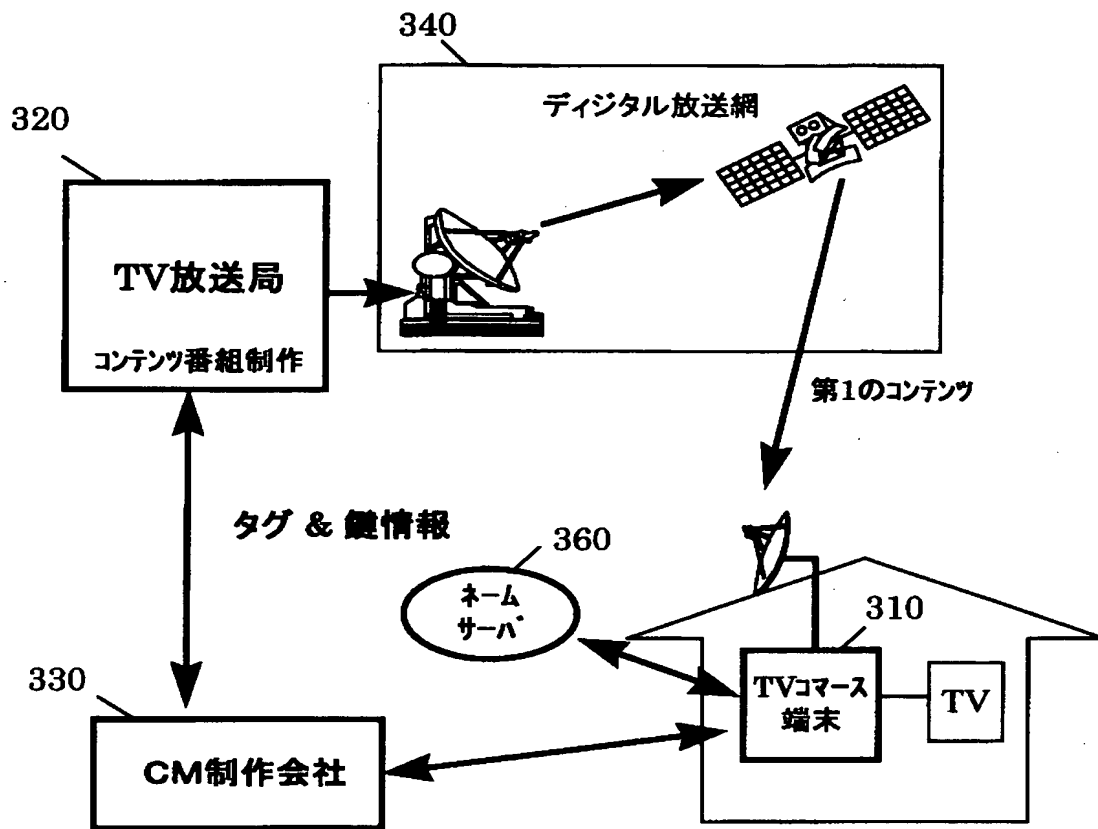 340
ディジタル放送網
320
TV放送局
コンテンツ番組制作
第1のコンテンツ
タグ & 鍵情報
360
ネーム
サーバ
310
TVコマース
端末
TV
330
CM制作会社